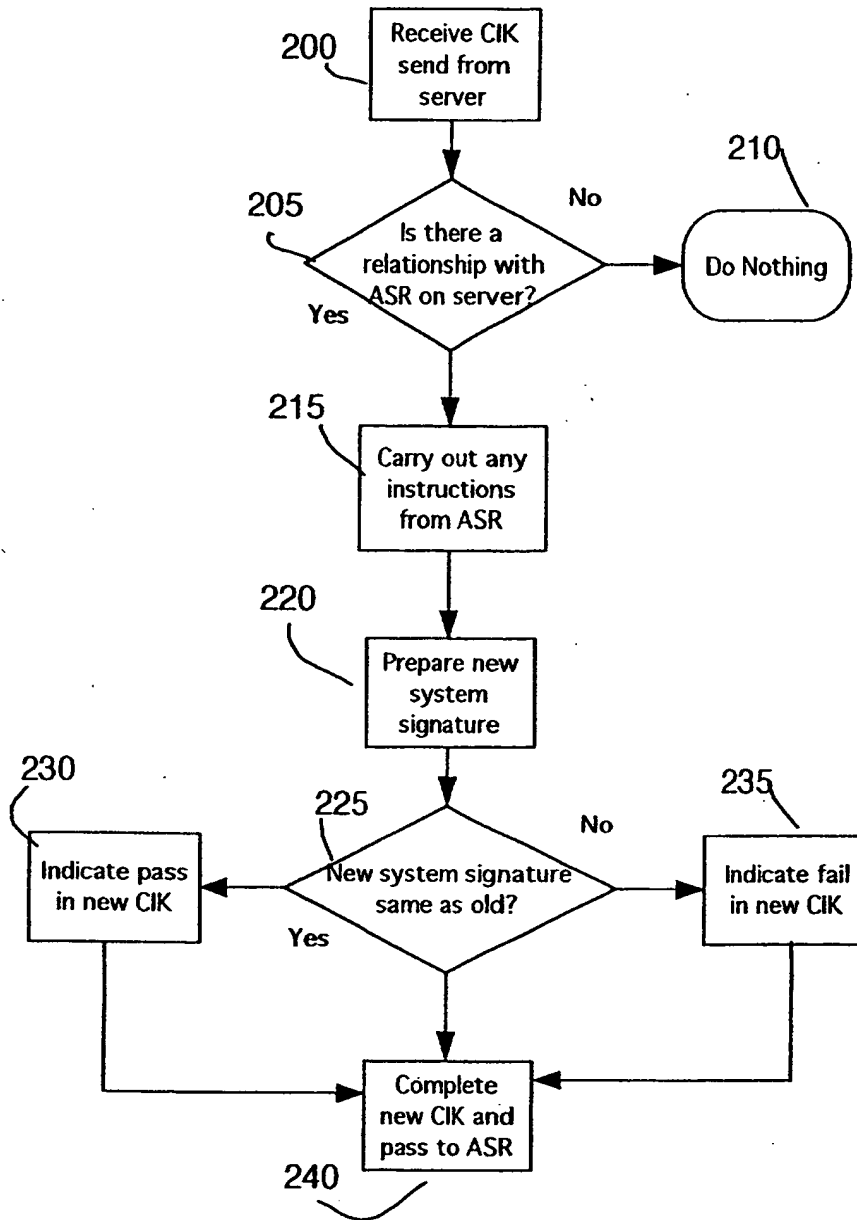 200
Receive CIK
send from
server
210
No
205
Is there a
relationship with
ASR on server?
Do Nothing
Yes
215
Carry out any
instructions
from ASR
220
Prepare new
system
signature
230
235
225
No
Indicate pass
in new CIK
New system signature
same as old?
Indicate fail
in new CIK
Yes
Complete
new CIK and
pass to ASR
240